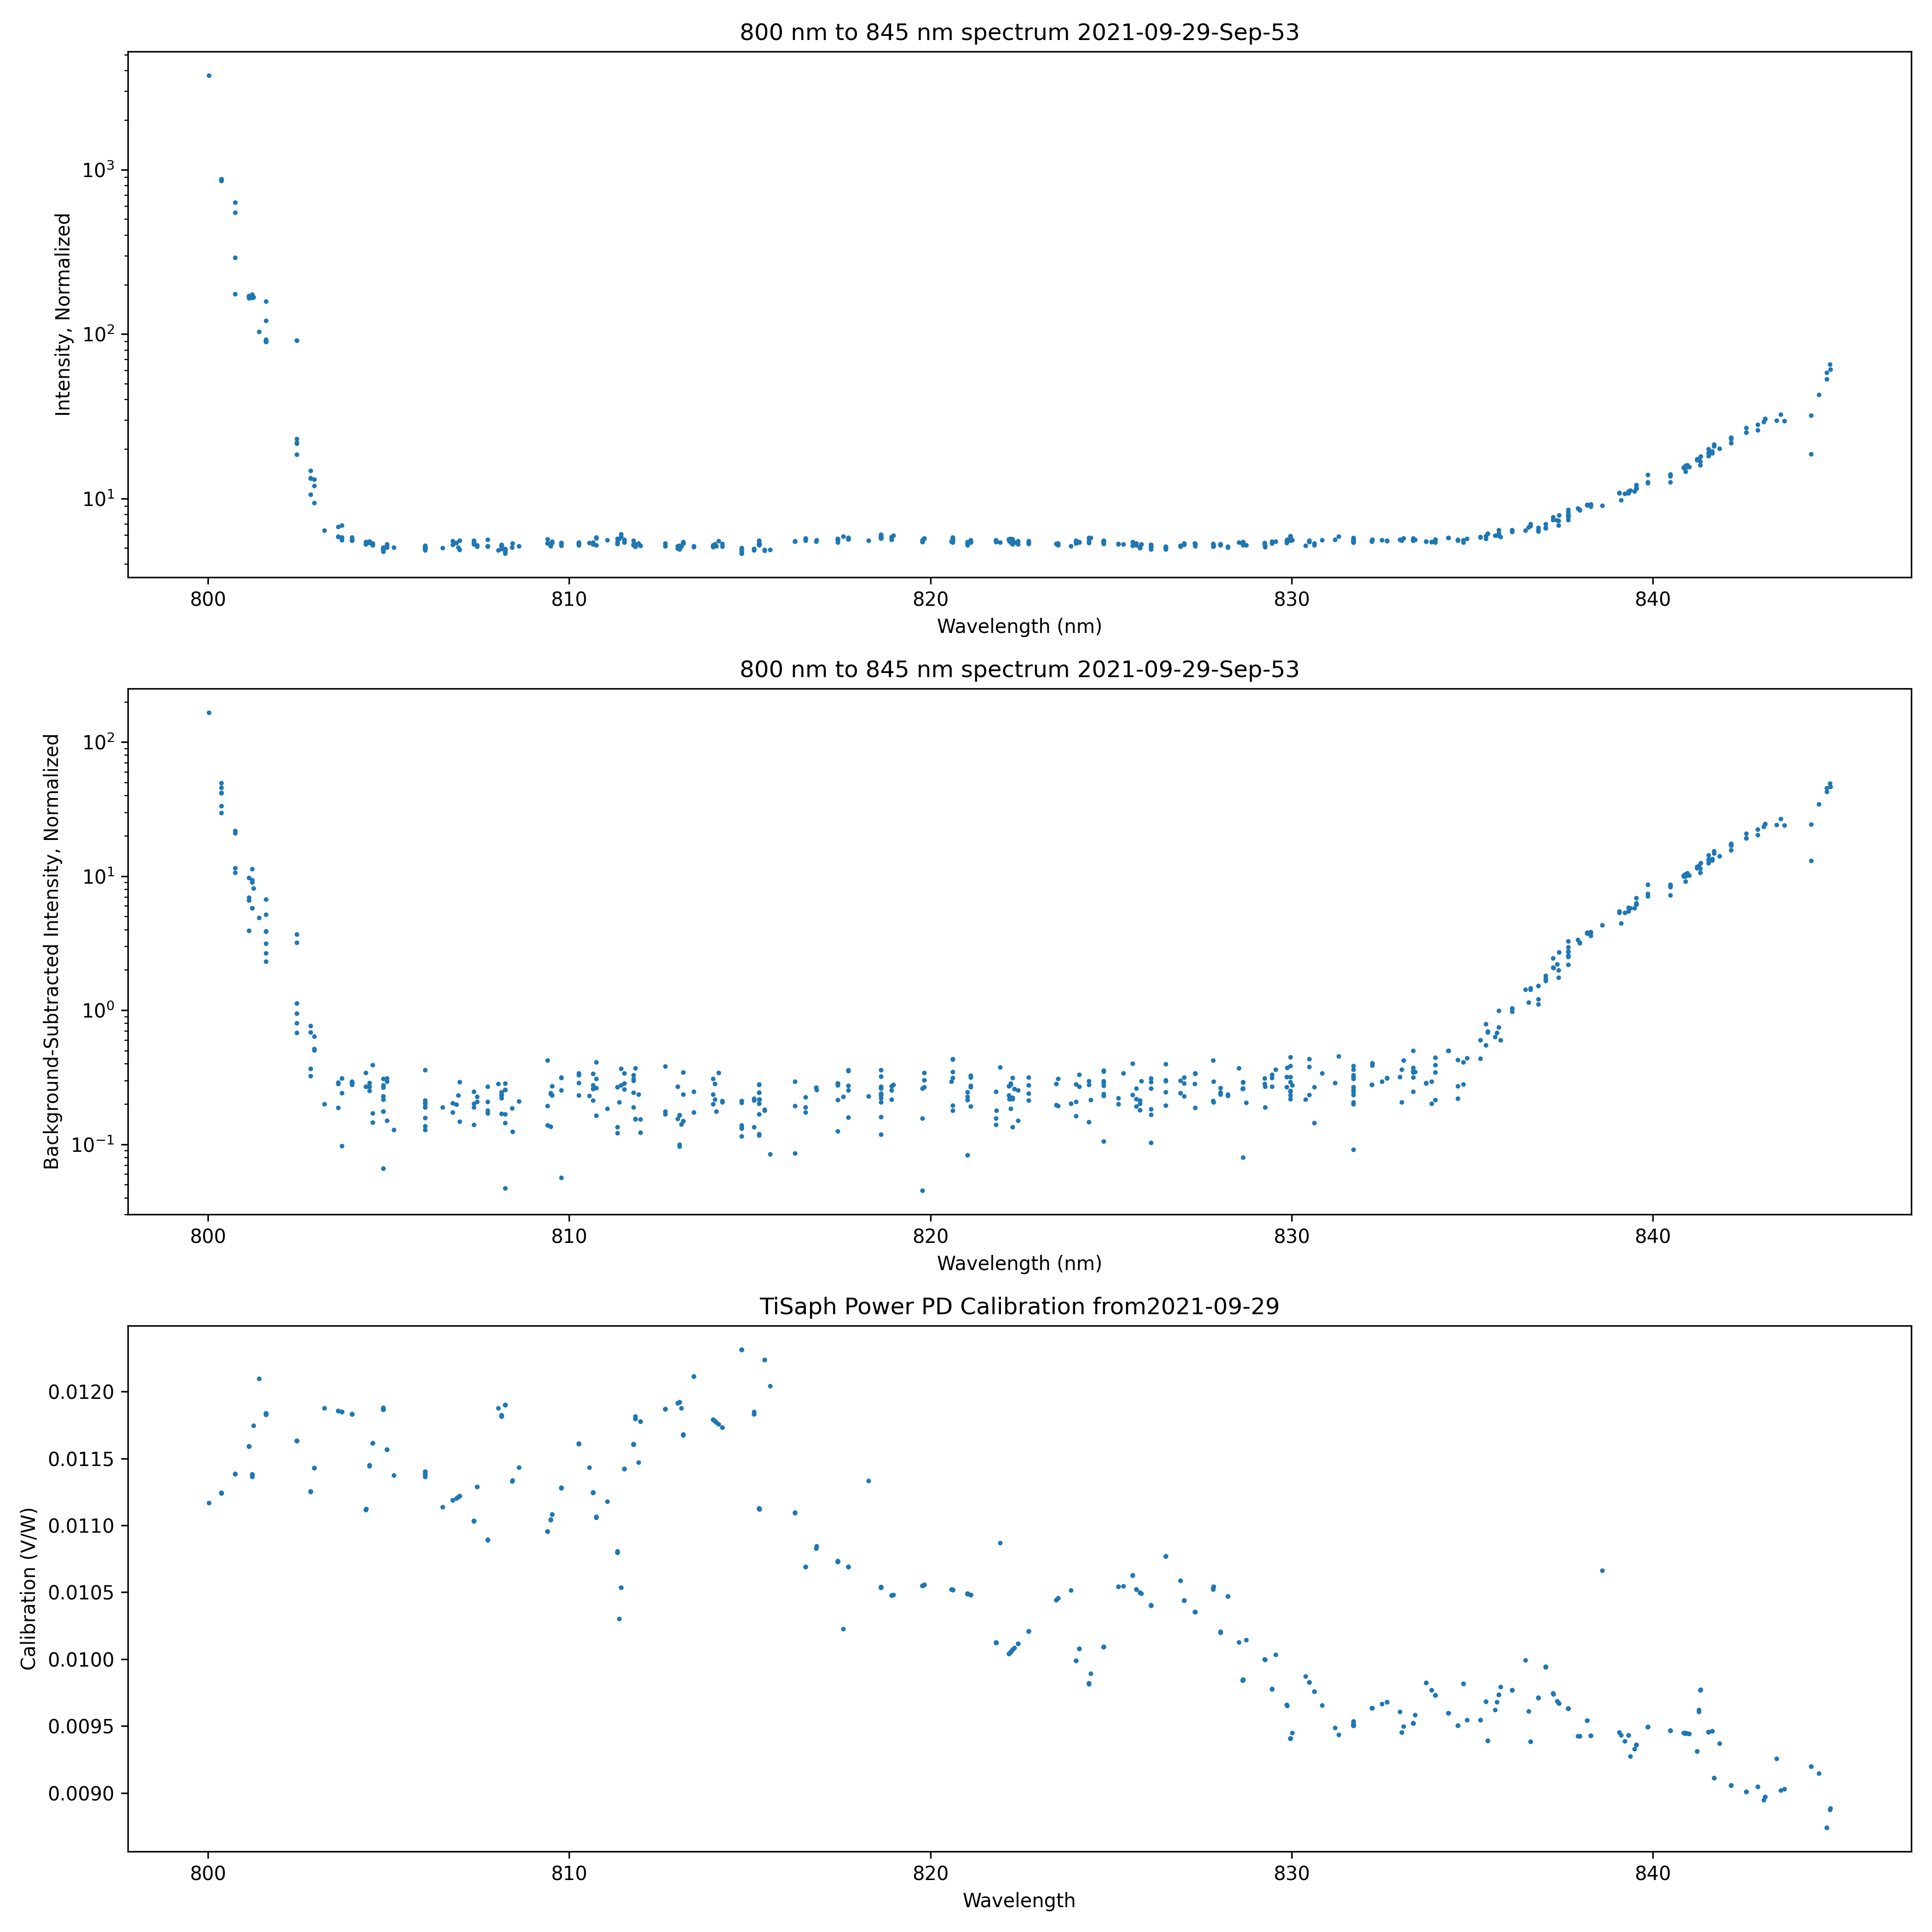 800 nm to 845 nm spectrum 2021-09-29-Sep-53
Intensity, Normalized
10³
10²
10¹
800 810 820 830 840
Wavelength (nm)
800 nm to 845 nm spectrum 2021-09-29-Sep-53
Background-Subtracted Intensity, Normalized
10²
10¹
10⁰
10⁻¹
800 810 820 830 840
Wavelength (nm)
TiSaph Power PD Calibration from2021-09-29
Calibration (V/W)
0.0120
0.0115
0.0110
0.0105
0.0100
0.0095
0.0090
800 810 820 830 840
Wavelength